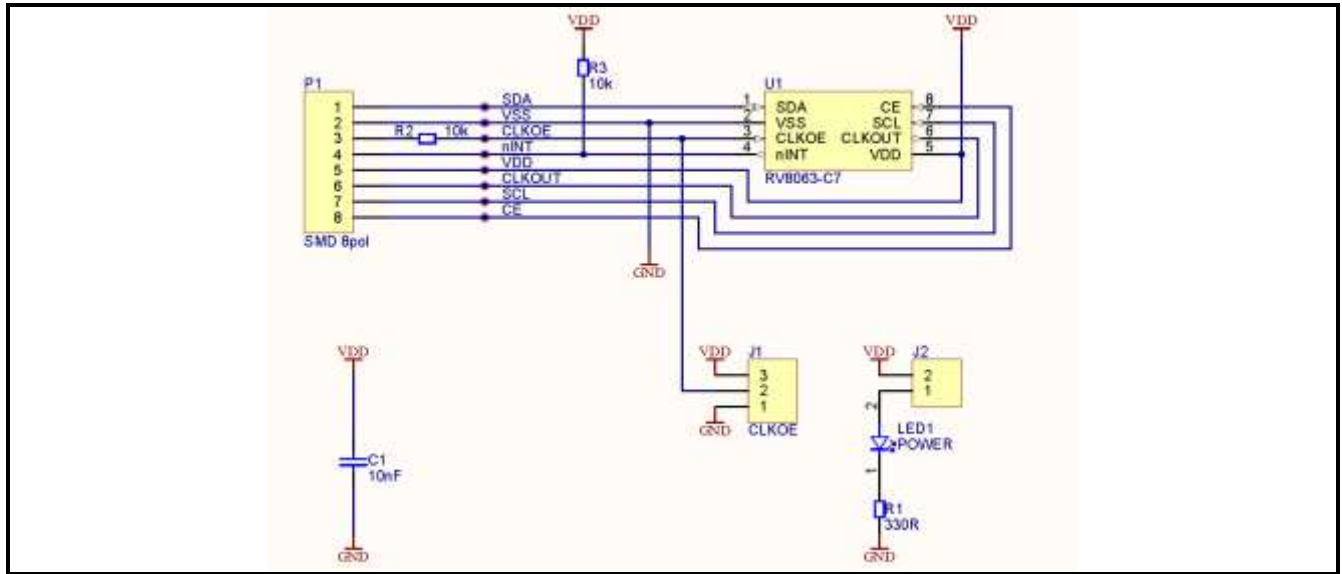 VDD
VDD
R3
10k
P1
U1
1
2
3
4
5
6
7
8
SMD 8pol
R2
10k
SDA
VSS
CLKOE
nINT
VDD
CLKOUT
SCL
CE
1
2
3
4
SDA
VSS
CLKOE
nINT
CE
SCL
CLKOUT
VDD
8
7
6
5
RV8063-C7
GND
VDD
C1
10nF
GND
VDD
J1
3
2
1
GND
CLKOE
VDD
J2
2
1
2
LED1
POWER
1
R1
330R
GND